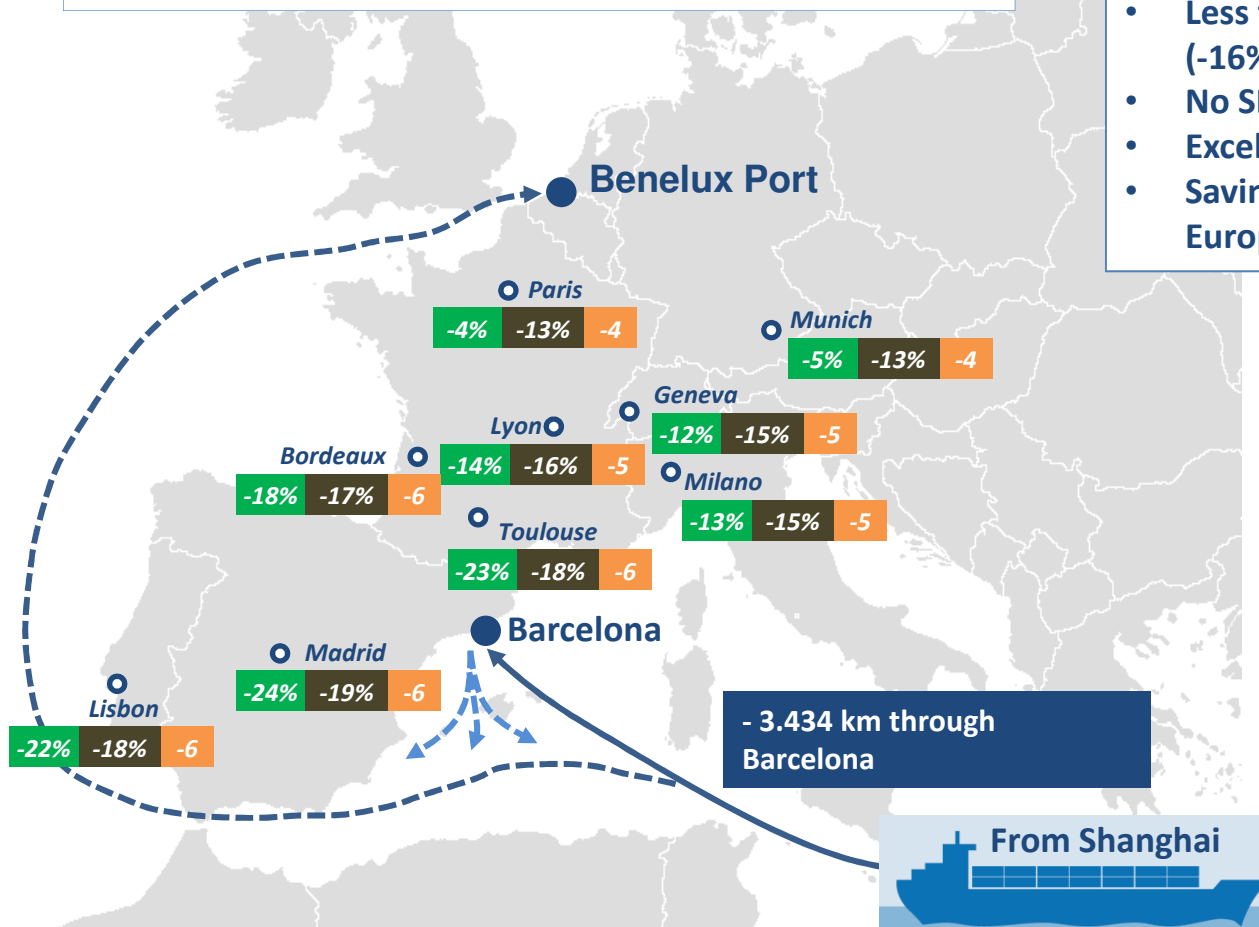 • Less
(-16%
• No
•
•
Benelux Port
Paris
-4% -13% -4
Munich
-5% -13% -4
Geneva
-12% -15% -5
Lyon
-14% -16% -5
Bordeaux
-18% -17% -6
Milano
-13% -15% -5
Toulouse
-23% -18% -6
Barcelona
Madrid
-24% -19% -6
Lisbon
-22% -18% -6
- 3.434 km through
Barcelona
From Shanghai